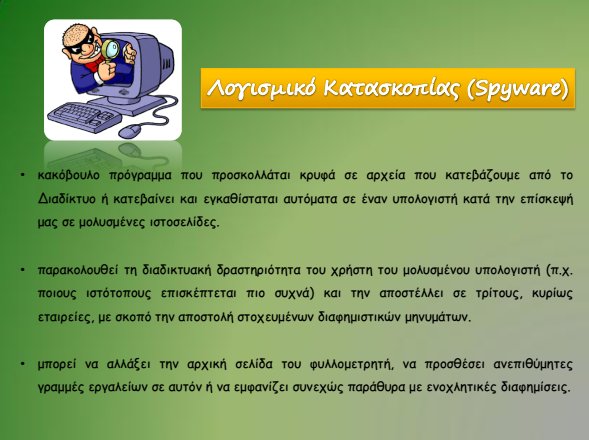 Λογισμικό Κατασκοπίας (Spyware)
• κακόβουλο πρόγραμμα που προσκολλάται κρυφά σε αρχεία που κατεβάζουμε από το
Διαδίκτυο ή κατεβαίνει και εγκαθίσταται αυτόματα σε έναν υπολογιστή κατά την επίσκεψή
μας σε μολυσμένες ιστοσελίδες.
• παρακολουθεί τη διαδικτυακή δραστηριότητα του χρήστη του μολυσμένου υπολογιστή (π.χ.
ποιους ιστότοπους επισκέπτεται πιο συχνά) και την αποστέλλει σε τρίτους, κυρίως
εταιρείες, με σκοπό την αποστολή στοχευμένων διαφημιστικών μηνυμάτων.
• μπορεί να αλλάξει την αρχική σελίδα του φυλλομετρητή, να προσθέσει ανεπιθύμητες
γραμμές εργαλείων σε αυτόν ή να εμφανίζει συνεχώς παράθυρα με ενοχλητικές διαφημίσεις.